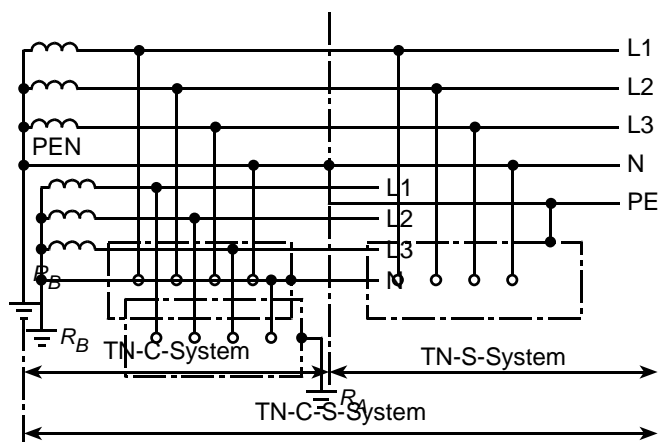 L1
L2
L3
PEN
N
L1
PE
L2
L3
R_B
N
R_B
TN-C-System
TN-S-System
R_A
TN-C-S-System